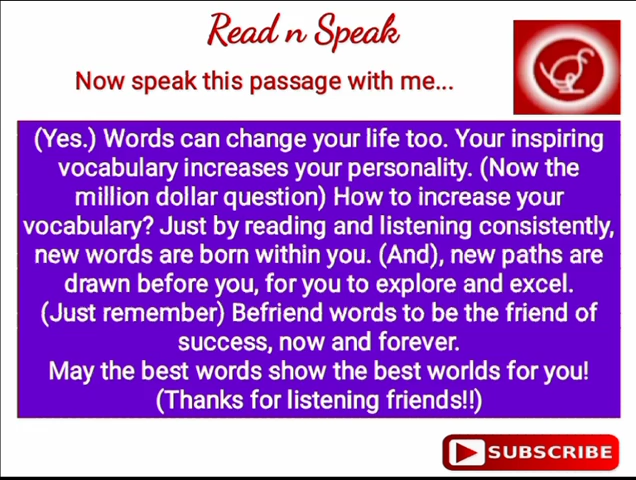 Read n Speak
Now speak this passage with me...
(Yes.) Words can change your life too. Your inspiring
vocabulary increases your personality. (Now the
million dollar question) How to increase your
vocabulary? Just by reading and listening consistently,
new words are born within you. (And), new paths are
drawn before you, for you to explore and excel.
(Just remember) Befriend words to be the friend of
success, now and forever.
May the best words show the best worlds for you!
(Thanks for listening friends!!)
SUBSCRIBE